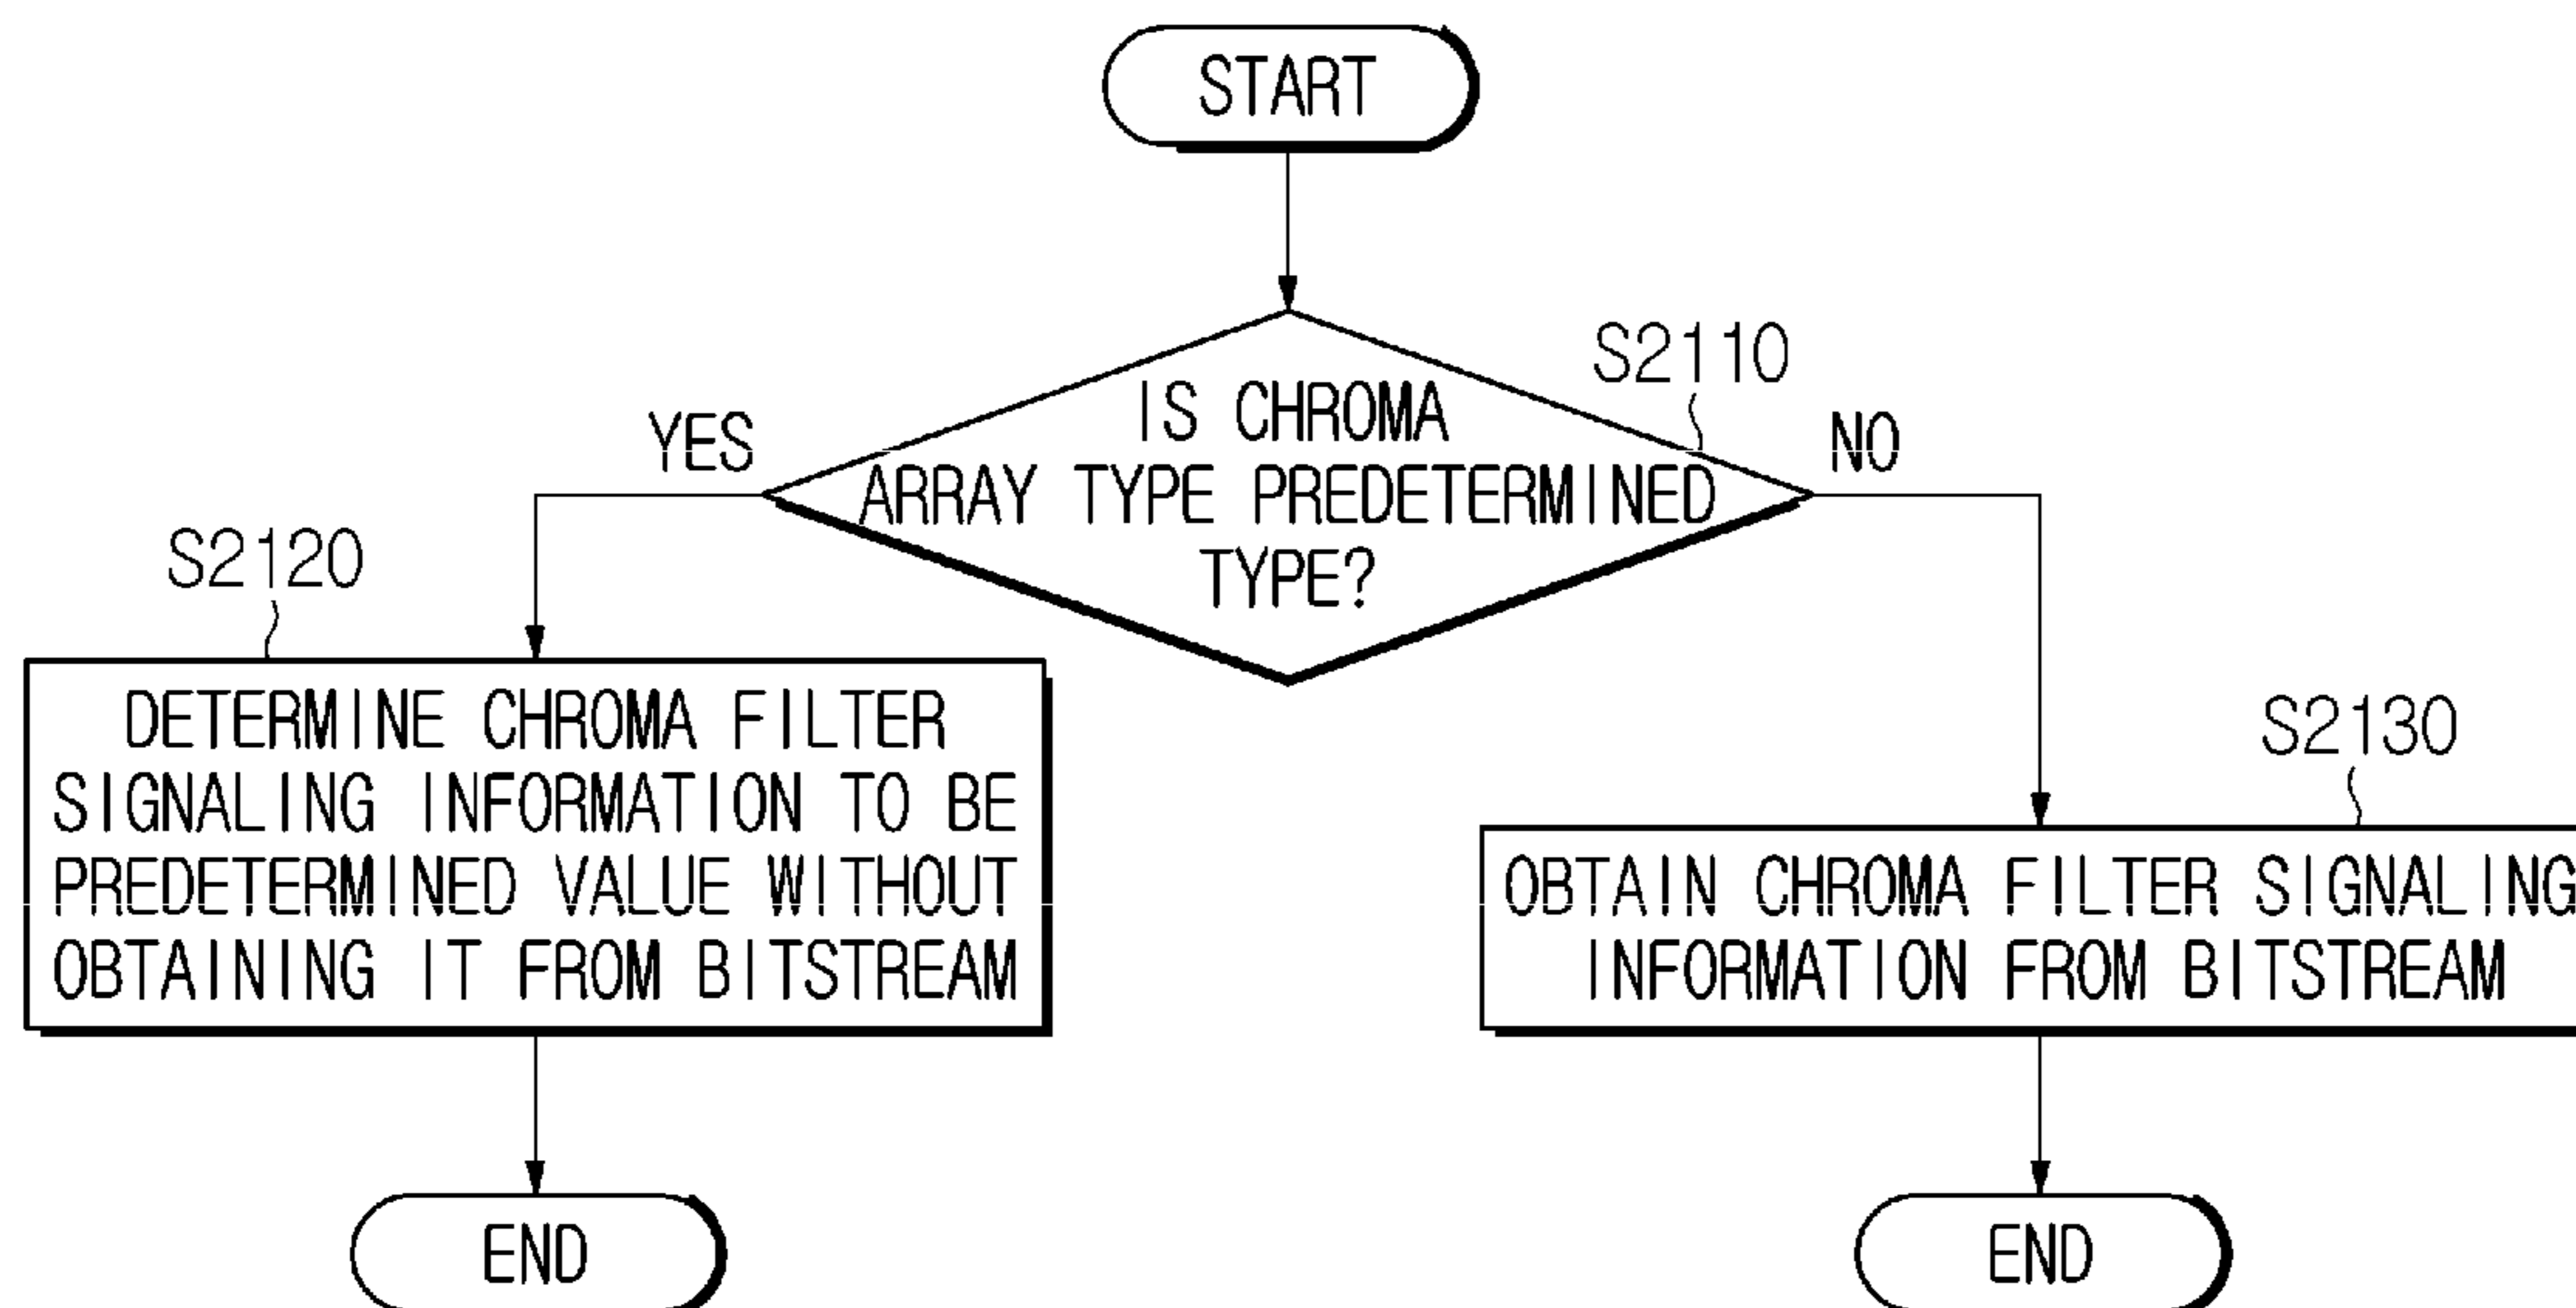 START
S2110
IS CHROMA
ARRAY TYPE PREDETERMINED
TYPE?
YES
NO
S2120
DETERMINE CHROMA FILTER
SIGNALING INFORMATION TO BE
PREDETERMINED VALUE WITHOUT
OBTAINING IT FROM BITSTREAM
S2130
OBTAIN CHROMA FILTER SIGNALING
INFORMATION FROM BITSTREAM
END
END